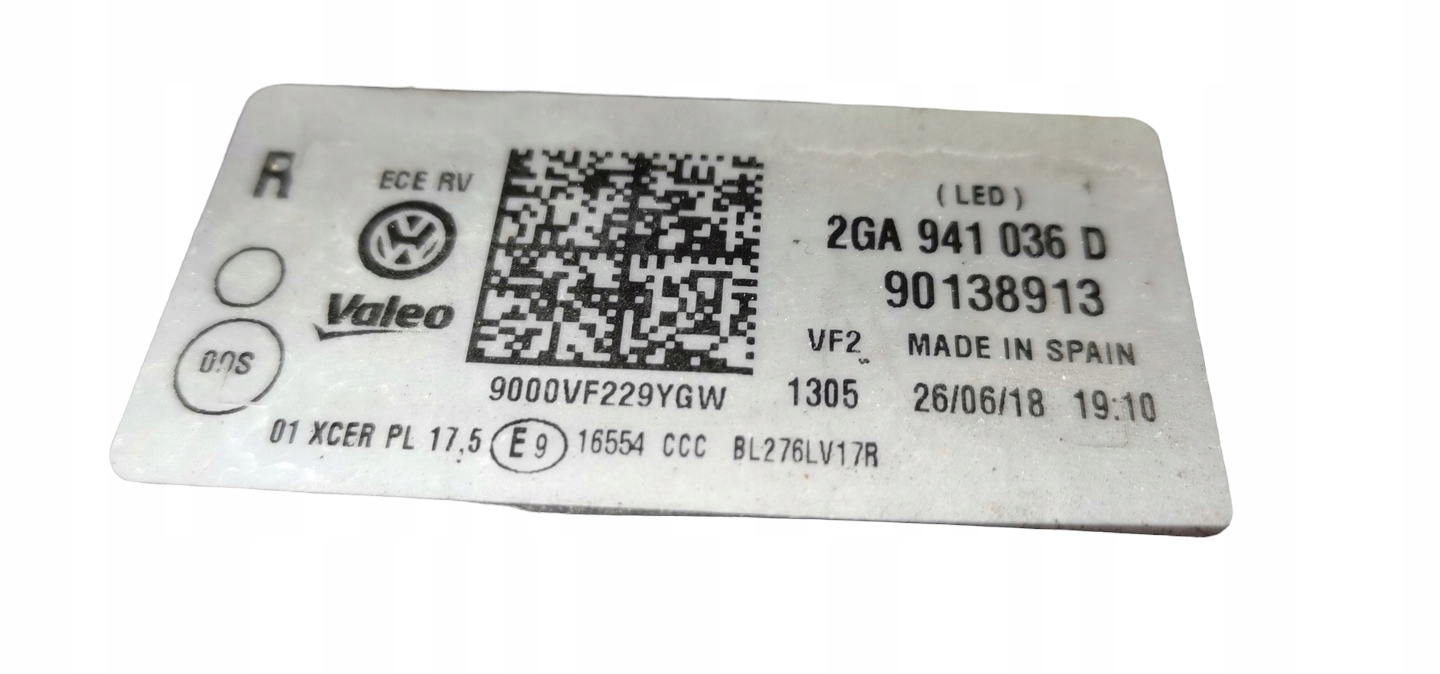 R
ECE RV
Valeo
00S
9000VF229YGW
(LED)
2GA 941 036 D
90138913
VF2 MADE IN SPAIN
1305 26/06/18 19:10
01 XCER PL 17,5 E9 16554 CCC BL276LV17R